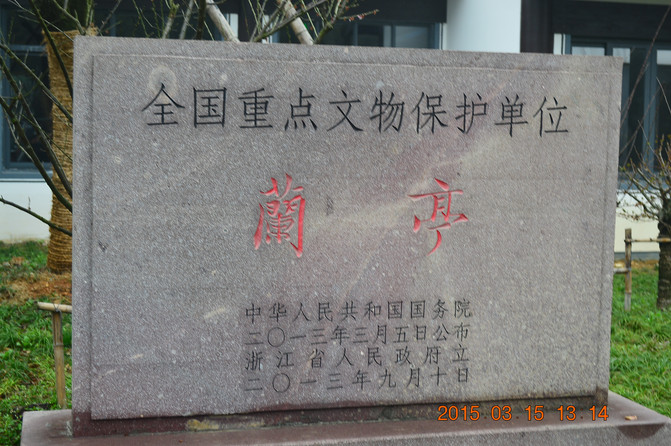 全国重点文物保护单位
蘭亭
中华人民共和国国务院
二〇一三年三月五日公布
浙江省人民政府立
二〇一三年九月十日
2015 03 15 13 14